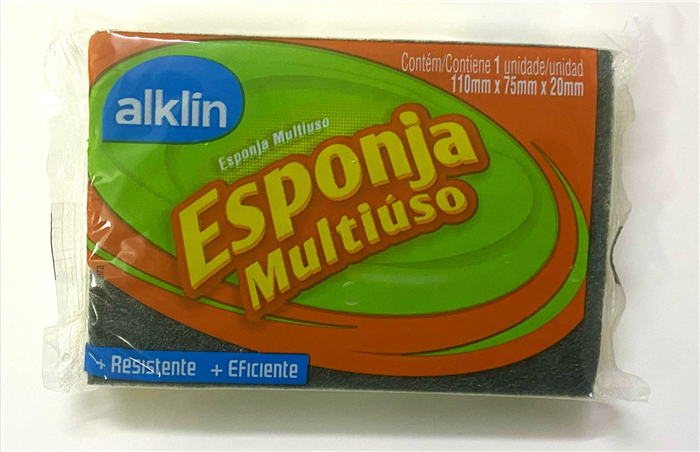 alklin
Contém/Contiene 1 unidade/unidad
110mm x 75mm x 20mm
Esponja Multiuso
Esponja
Multiúso
+ Resistente + Eficiente